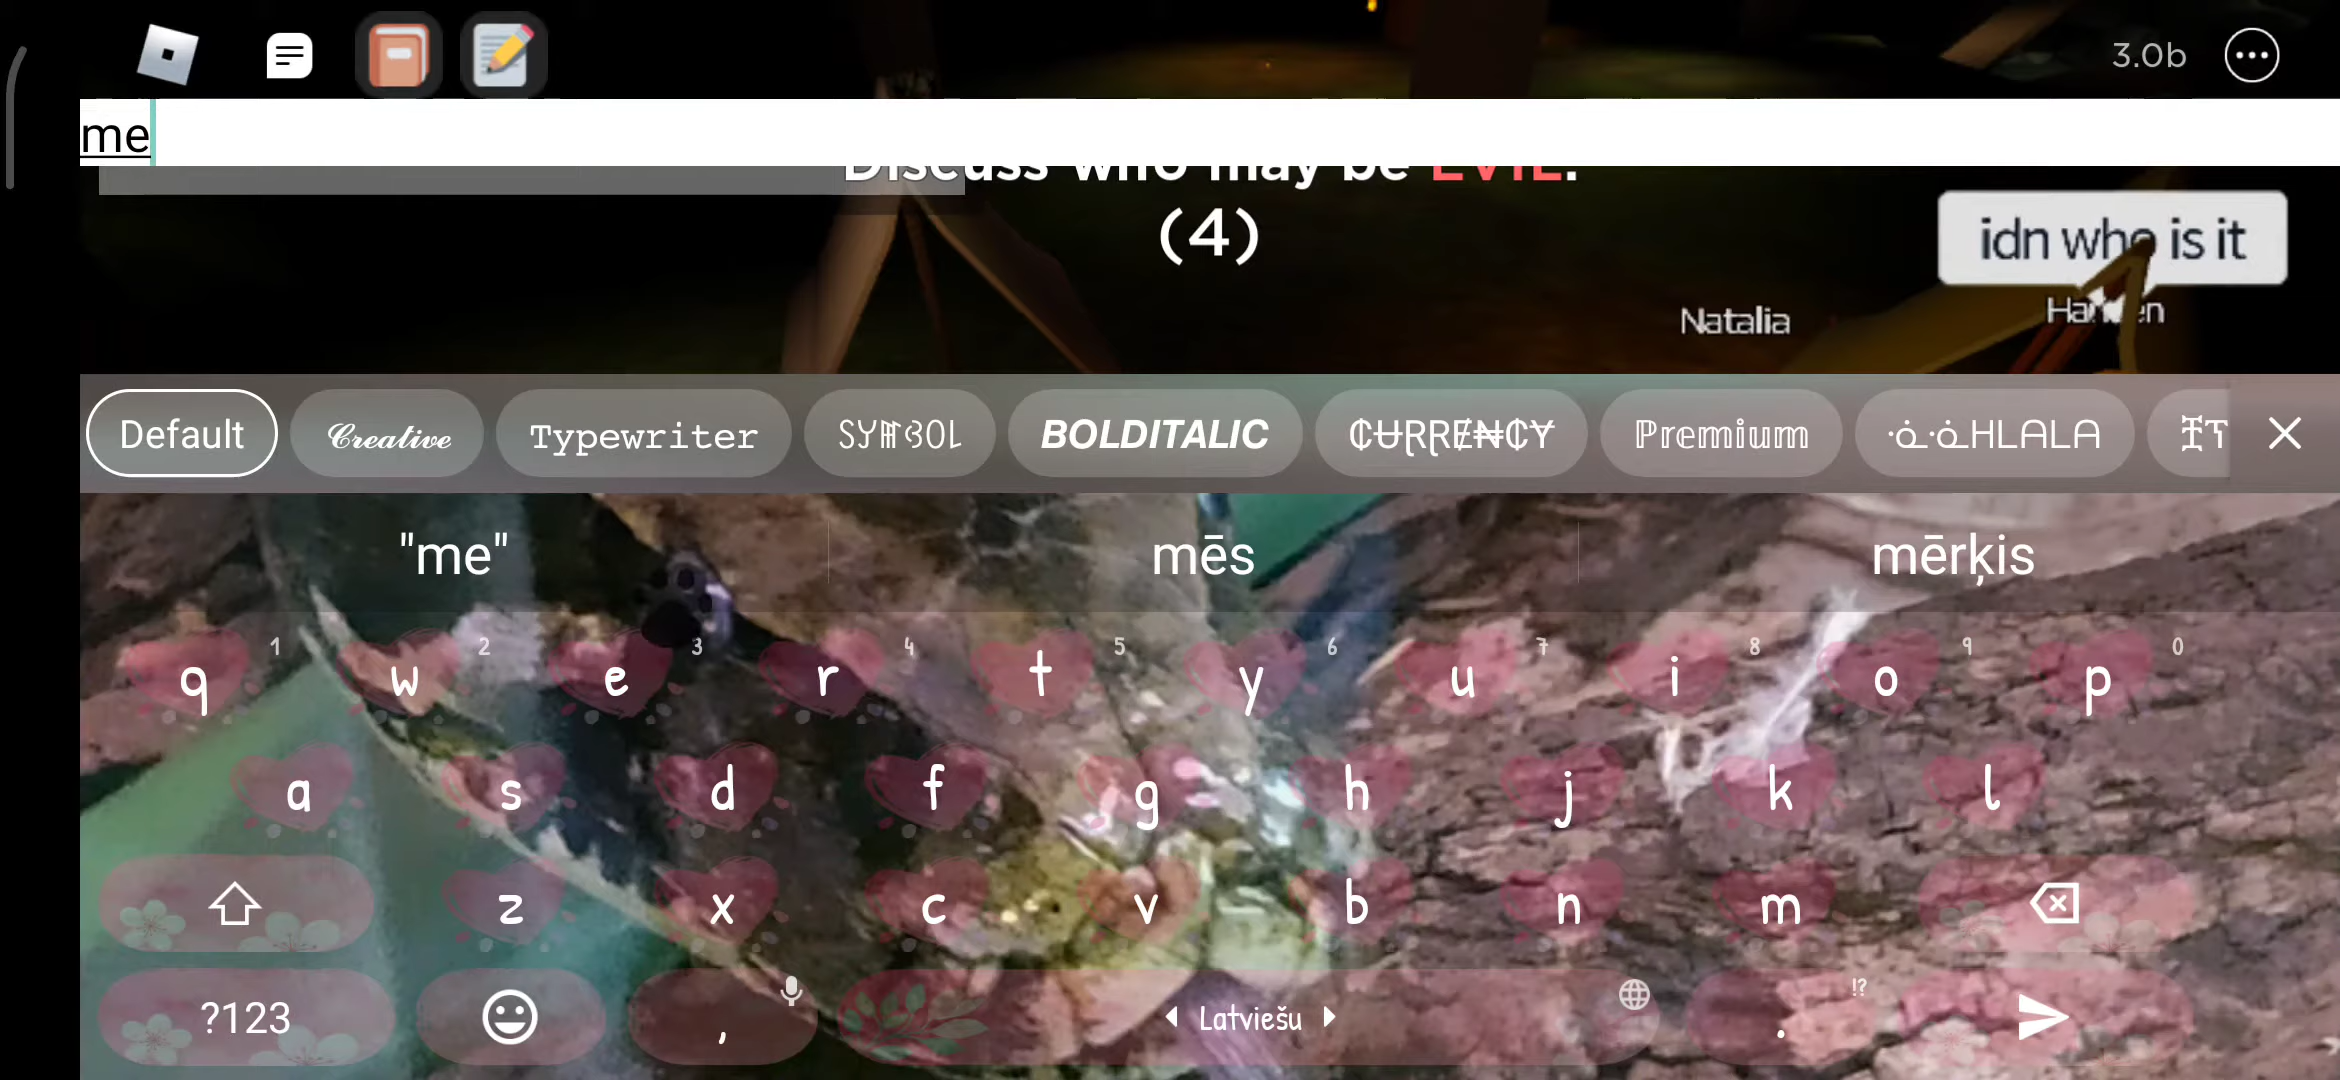 3.0b
me
Discuss who may be EVIL.
(4)
idn who is it
Natalia
Default Creative Typewriter SYMBOL BOLDITALIC CURRENCY Premium HLALA
"me" mēs mērķis
1 2 3 4 5 6 7 8 9 0
q w e r t y u i o p
a s d f g h j k l
z x c v b n m
!?
?123 , Latviešu .